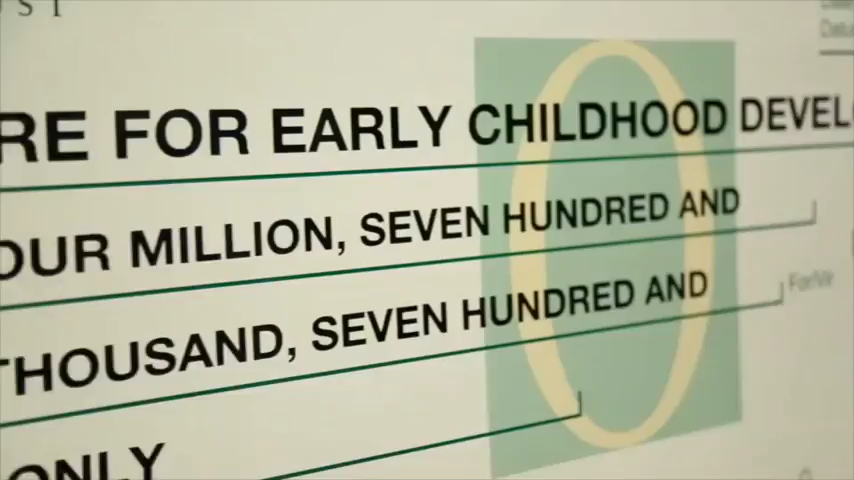 RE FOR EARLY CHILDHOOD DEVEL
OUR MILLION, SEVEN HUNDRED AND
THOUSAND, SEVEN HUNDRED AND
ONLY